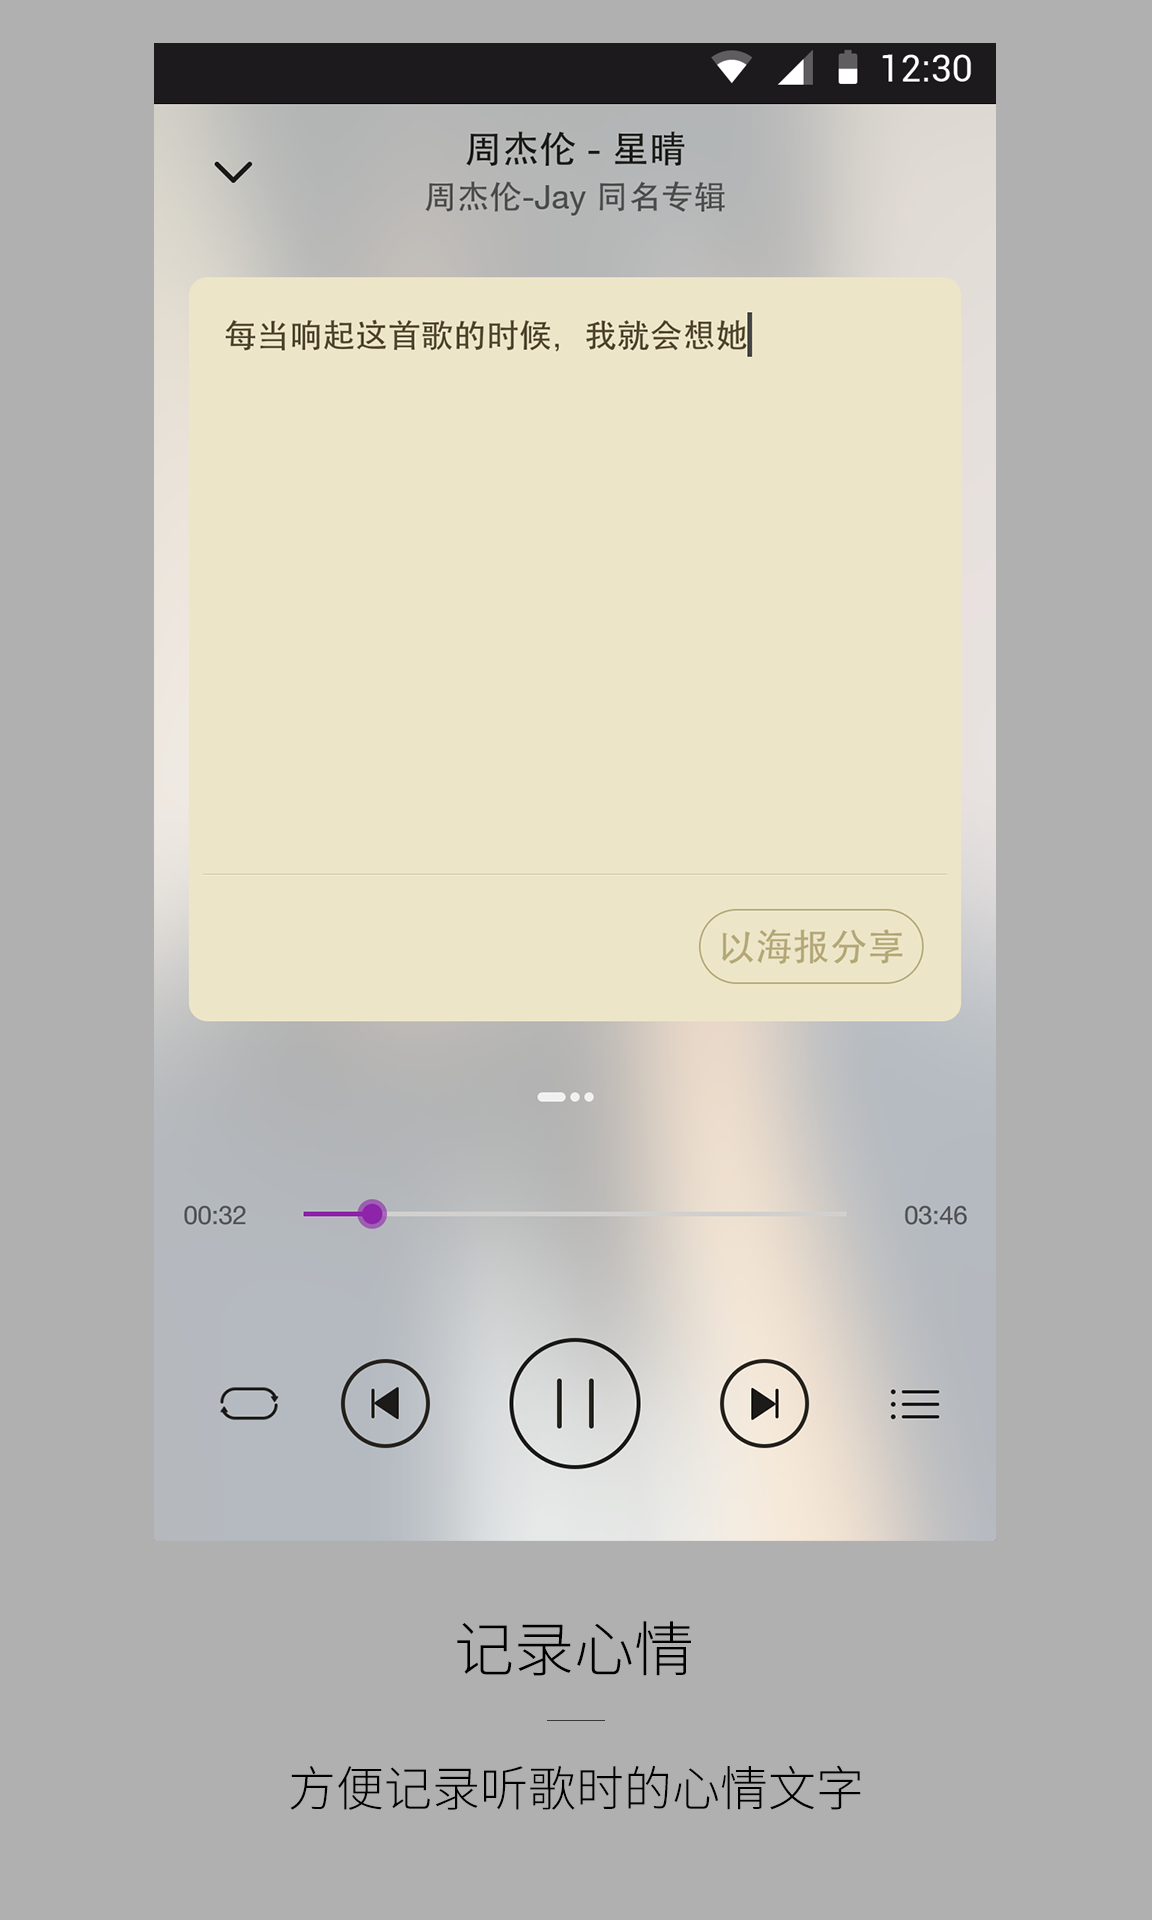 12:30
周杰伦 - 星晴
周杰伦-Jay 同名专辑
每当响起这首歌的时候，我就会想她
以海报分享
00:32
03:46
记录心情
方便记录听歌时的心情文字